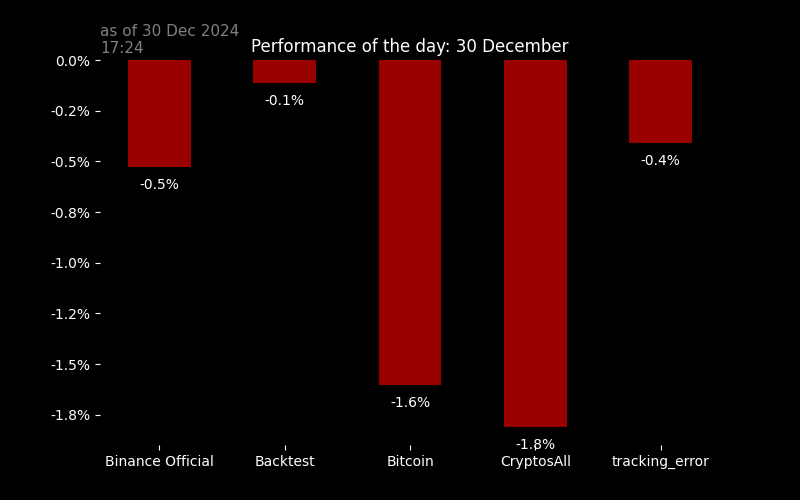 as of 30 Dec 2024
17:24
Performance of the day: 30 December
0.0%
-0.2%
-0.5%
-0.8%
-1.0%
-1.2%
-1.5%
-1.8%
-0.5%
-0.1%
-1.6%
-1.8%
-0.4%
Binance Official
Backtest
Bitcoin
CryptosAll
tracking_error